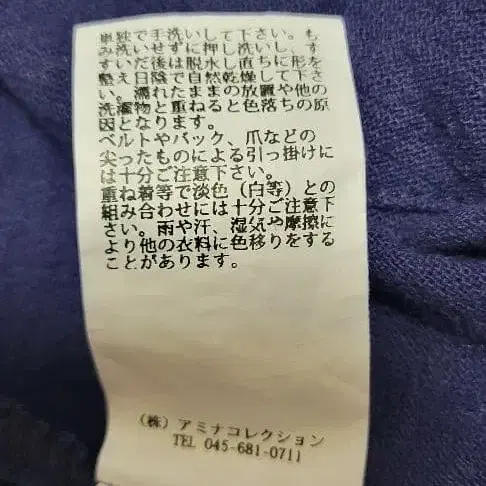 単独で手洗いして下さい。も
み洗いせずに押し洗いし、す
すいだ後は脱水し直ちに形を
整え日陰で自然乾燥して下さ
い。濡れたままの放置や他の
洗濯物と重ねると色落ちの原
因となります。
ベルトやバック、爪などの
尖ったものによる引っ掛けに
は十分ご注意下さい。
重ね着等で淡色（白等）との
組み合わせには十分ご注意下
さい。雨や汗、湿気や摩擦に
より他の衣料に色移りをする
ことがあります。
（株）アミナコレクション
TEL 045-681-0711